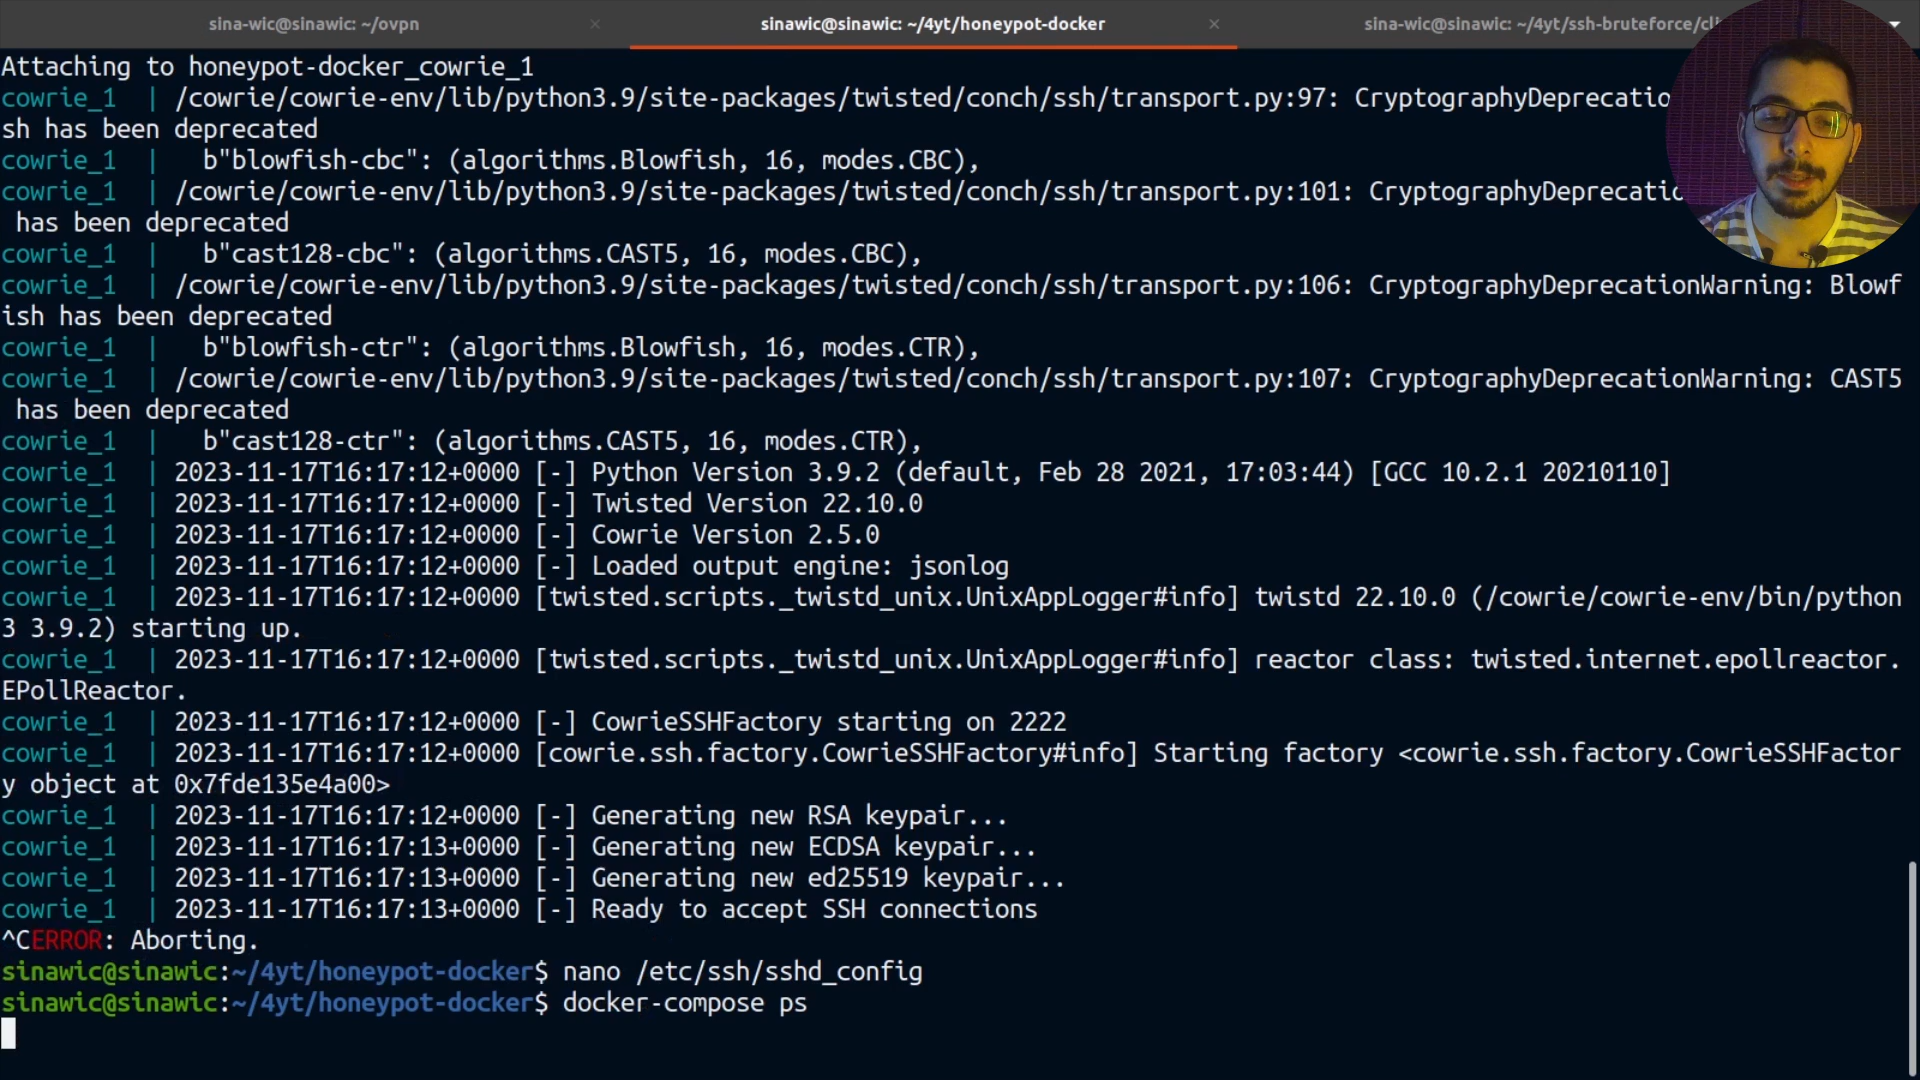 sina-wic@sinawic: ~/ovpn
sinawic@sinawic: ~/4yt/honeypot-docker
sina-wic@sinawic: ~/4yt/ssh-bruteforce/
Attaching to honeypot-docker_cowrie_1
cowrie_1  | /cowrie/cowrie-env/lib/python3.9/site-packages/twisted/conch/ssh/transport.py:97: CryptographyDeprecatio
sh has been deprecated
cowrie_1  |   b"blowfish-cbc": (algorithms.Blowfish, 16, modes.CBC),
cowrie_1  | /cowrie/cowrie-env/lib/python3.9/site-packages/twisted/conch/ssh/transport.py:101: CryptographyDeprecatio
 has been deprecated
cowrie_1  |   b"cast128-cbc": (algorithms.CAST5, 16, modes.CBC),
cowrie_1  | /cowrie/cowrie-env/lib/python3.9/site-packages/twisted/conch/ssh/transport.py:106: CryptographyDeprecationWarning: Blowf
ish has been deprecated
cowrie_1  |   b"blowfish-ctr": (algorithms.Blowfish, 16, modes.CTR),
cowrie_1  | /cowrie/cowrie-env/lib/python3.9/site-packages/twisted/conch/ssh/transport.py:107: CryptographyDeprecationWarning: CAST5
 has been deprecated
cowrie_1  |   b"cast128-ctr": (algorithms.CAST5, 16, modes.CTR),
cowrie_1  | 2023-11-17T16:17:12+0000 [-] Python Version 3.9.2 (default, Feb 28 2021, 17:03:44) [GCC 10.2.1 20210110]
cowrie_1  | 2023-11-17T16:17:12+0000 [-] Twisted Version 22.10.0
cowrie_1  | 2023-11-17T16:17:12+0000 [-] Cowrie Version 2.5.0
cowrie_1  | 2023-11-17T16:17:12+0000 [-] Loaded output engine: jsonlog
cowrie_1  | 2023-11-17T16:17:12+0000 [twisted.scripts._twistd_unix.UnixAppLogger#info] twistd 22.10.0 (/cowrie/cowrie-env/bin/python
3 3.9.2) starting up.
cowrie_1  | 2023-11-17T16:17:12+0000 [twisted.scripts._twistd_unix.UnixAppLogger#info] reactor class: twisted.internet.epollreactor.
EPollReactor.
cowrie_1  | 2023-11-17T16:17:12+0000 [-] CowrieSSHFactory starting on 2222
cowrie_1  | 2023-11-17T16:17:12+0000 [cowrie.ssh.factory.CowrieSSHFactory#info] Starting factory <cowrie.ssh.factory.CowrieSSHFactor
y object at 0x7fde135e4a00>
cowrie_1  | 2023-11-17T16:17:12+0000 [-] Generating new RSA keypair...
cowrie_1  | 2023-11-17T16:17:13+0000 [-] Generating new ECDSA keypair...
cowrie_1  | 2023-11-17T16:17:13+0000 [-] Generating new ed25519 keypair...
cowrie_1  | 2023-11-17T16:17:13+0000 [-] Ready to accept SSH connections
^CERROR: Aborting.
sinawic@sinawic:~/4yt/honeypot-docker$ nano /etc/ssh/sshd_config
sinawic@sinawic:~/4yt/honeypot-docker$ docker-compose ps